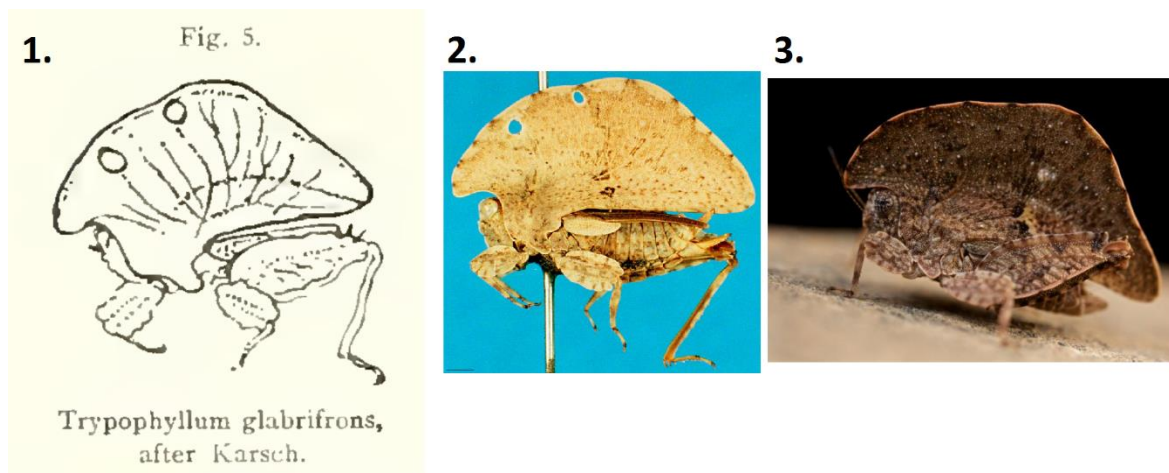 1.
Fig. 5.
Trypophyllum glabrifrons,
after Karsch.
2.
3.